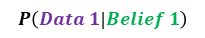 P(Data 1|Belief 1)